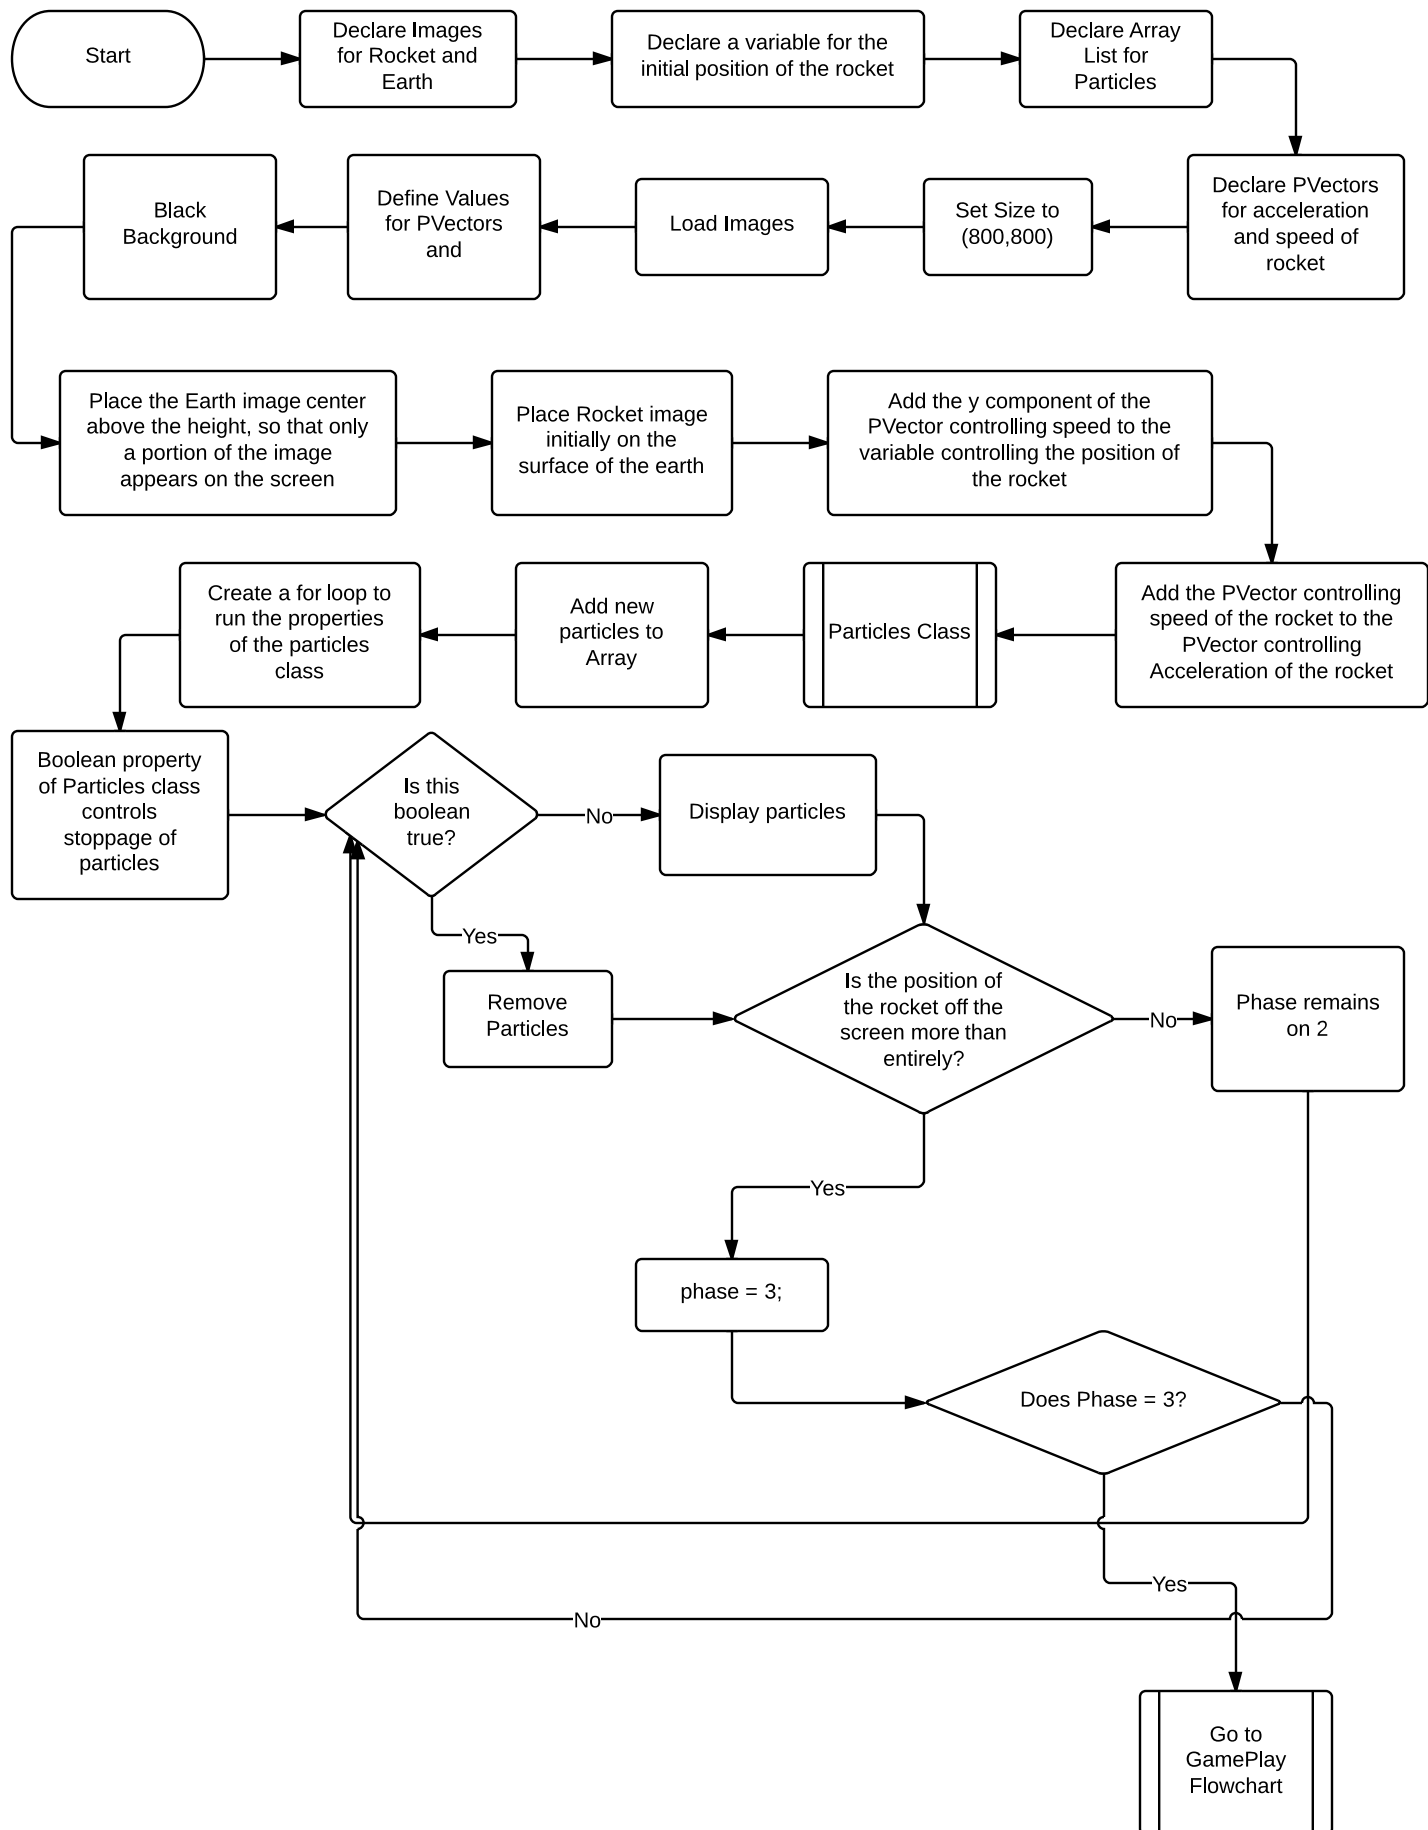 Start
Declare Images
for Rocket and
Earth
Declare a variable for the
initial position of the rocket
Declare Array
List for
Particles
Black
Background
Define Values
for PVectors
and
Load Images
Set Size to
(800,800)
Declare PVectors
for acceleration
and speed of
rocket
Place the Earth image center
above the height, so that only
a portion of the image
appears on the screen
Place Rocket image
initially on the
surface of the earth
Add the y component of the
PVector controlling speed to the
variable controlling the position of
the rocket
Create a for loop to
run the properties
of the particles
class
Add new
particles to
Array
Particles Class
Add the PVector controlling
speed of the rocket to the
PVector controlling
Acceleration of the rocket
Boolean property
of Particles class
controls
stoppage of
particles
Is this
boolean
true?
No
Display particles
Yes
Remove
Particles
Is the position of
the rocket off the
screen more than
entirely?
No
Phase remains
on 2
Yes
phase = 3;
Does Phase = 3?
Yes
No
Go to
GamePlay
Flowchart